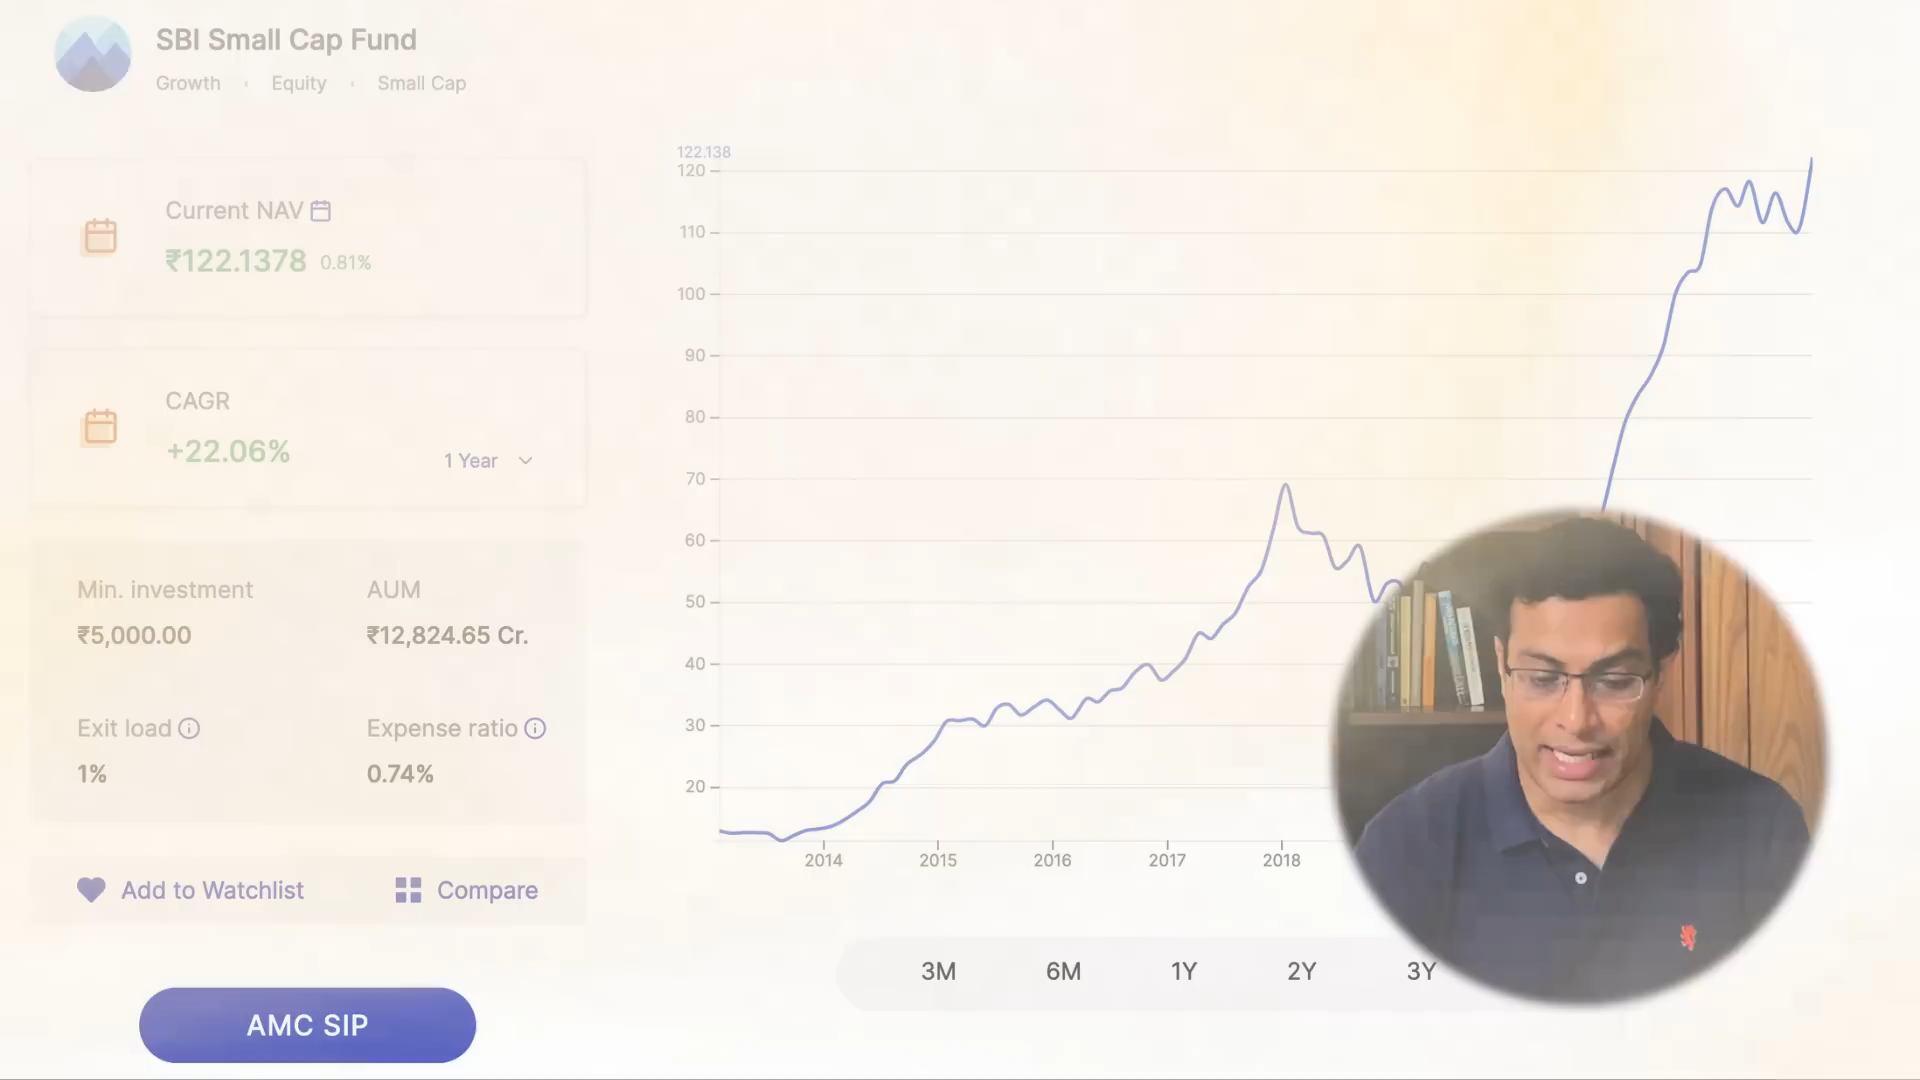 SBI Small Cap Fund
Growth · Equity · Small Cap
Current NAV
₹122.1378 0.81%
CAGR
+22.06%
1 Year
Min. investment
₹5,000.00
AUM
₹12,824.65 Cr.
Exit load
1%
Expense ratio
0.74%
Add to Watchlist
Compare
AMC SIP
122.138
120
110
100
90
80
70
60
50
40
30
20
2014 2015 2016 2017 2018
3M 6M 1Y 2Y 3Y